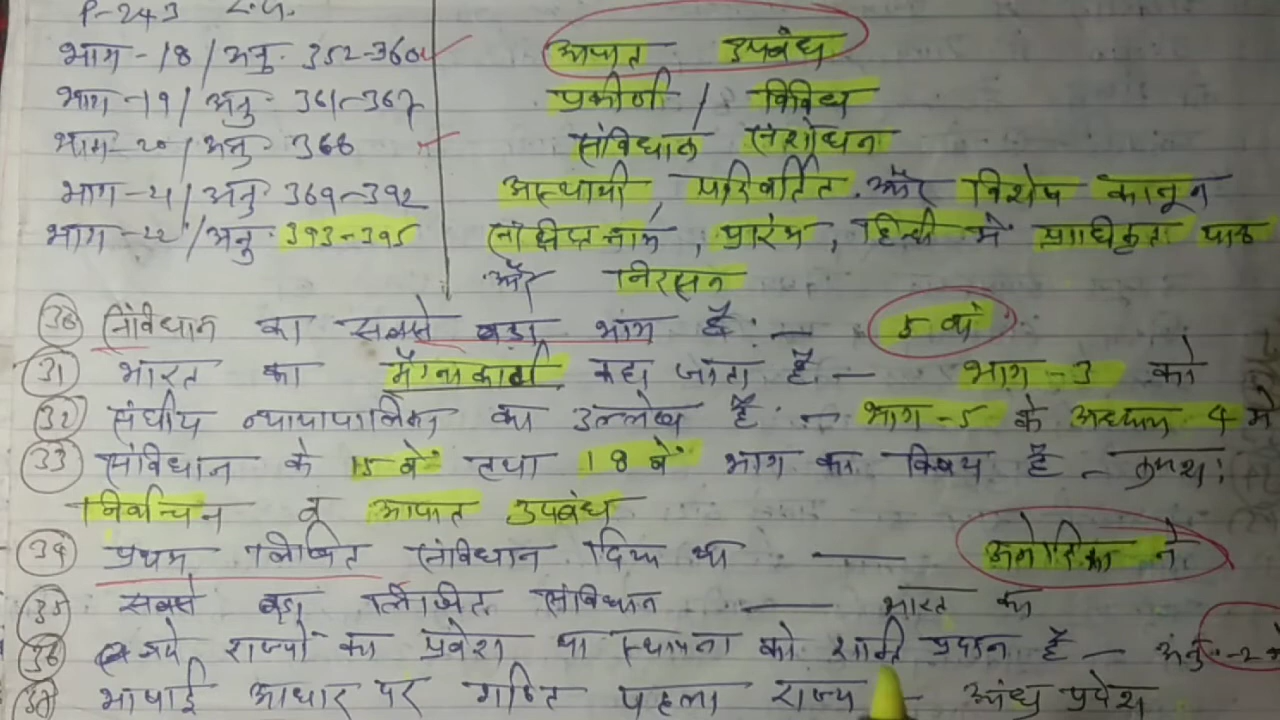 P-243 L.G.
भाग-18 / अनु. 352-360 आपात उपबंध
भाग-19 / अनु. 361-367 प्रकीर्ण / विविध
भाग-20 / अनु. 368 संविधान संशोधन
भाग-21 / अनु. 369-392 अस्थायी, परिवर्तित और विशेष कानून
भाग-22 / अनु. 393-395 संक्षिप्त नाम, प्रारंभ, हिन्दी में प्राधिकृत पाठ
और निरसन
30 संविधान का सबसे बड़ा भाग है :- 5 वां
31 भारत का मैग्नाकार्टा कहा जाता है - भाग-3 को
32 संघीय न्यायपालिका का उल्लेख है :- भाग-5 के अध्याय 4 में
33 संविधान के 15 वें तथा 18 वें भाग का विषय है - क्रमशः
निर्वाचन व आपात उपबंध
34 प्रथम लिखित संविधान दिया था — अमेरिका ने
35 सबसे बड़ा लिखित संविधान — भारत का
36 नये राज्यों का प्रवेश या स्थापना की शक्ति प्रदान है - अनु.-2 में
37 भाषाई आधार पर गठित पहला राज्य - आंध्र प्रदेश